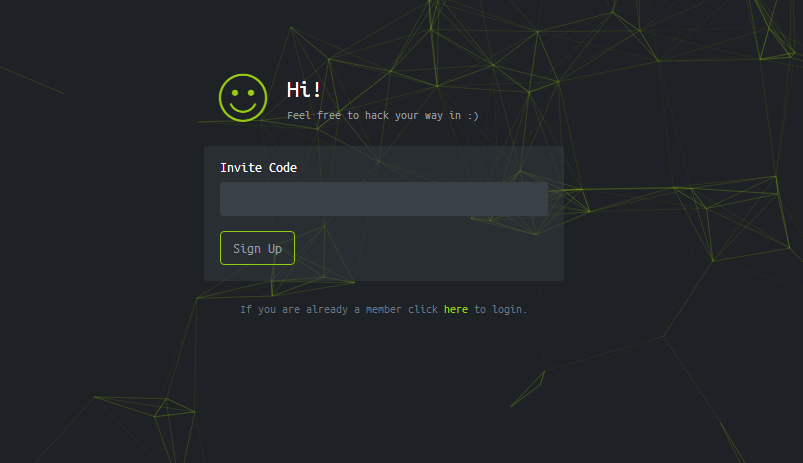 Hi!
Feel free to hack your way in :)
Invite Code
Sign Up
If you are already a member click here to login.